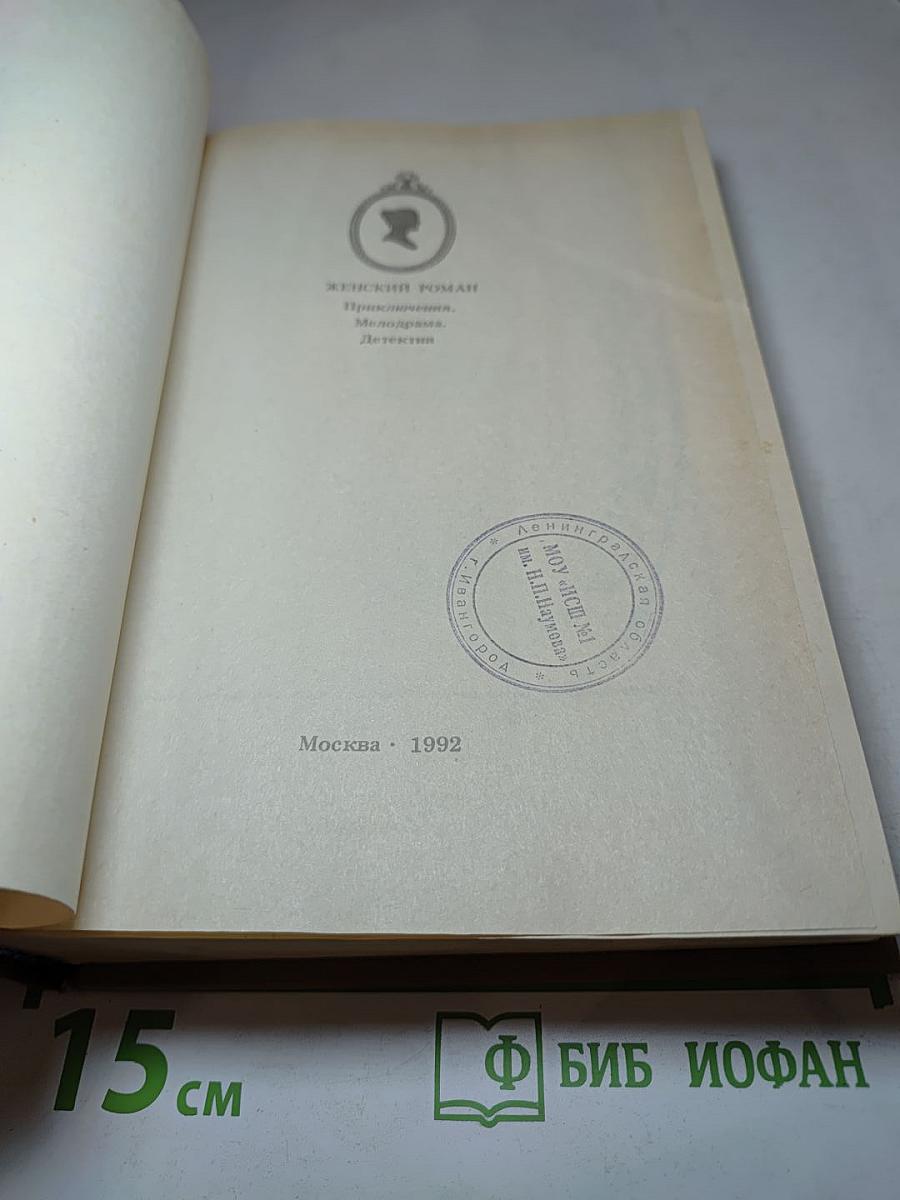 ЖЕНСКИЙ РОМАН
Приключения.
Мелодрама.
Детектив
* Ленинградская область * г.Ивангород
МОУ «ИСШ №1
им. Н.П.Наумова»
Москва · 1992
15 см
Ф БИБ ИОФАН